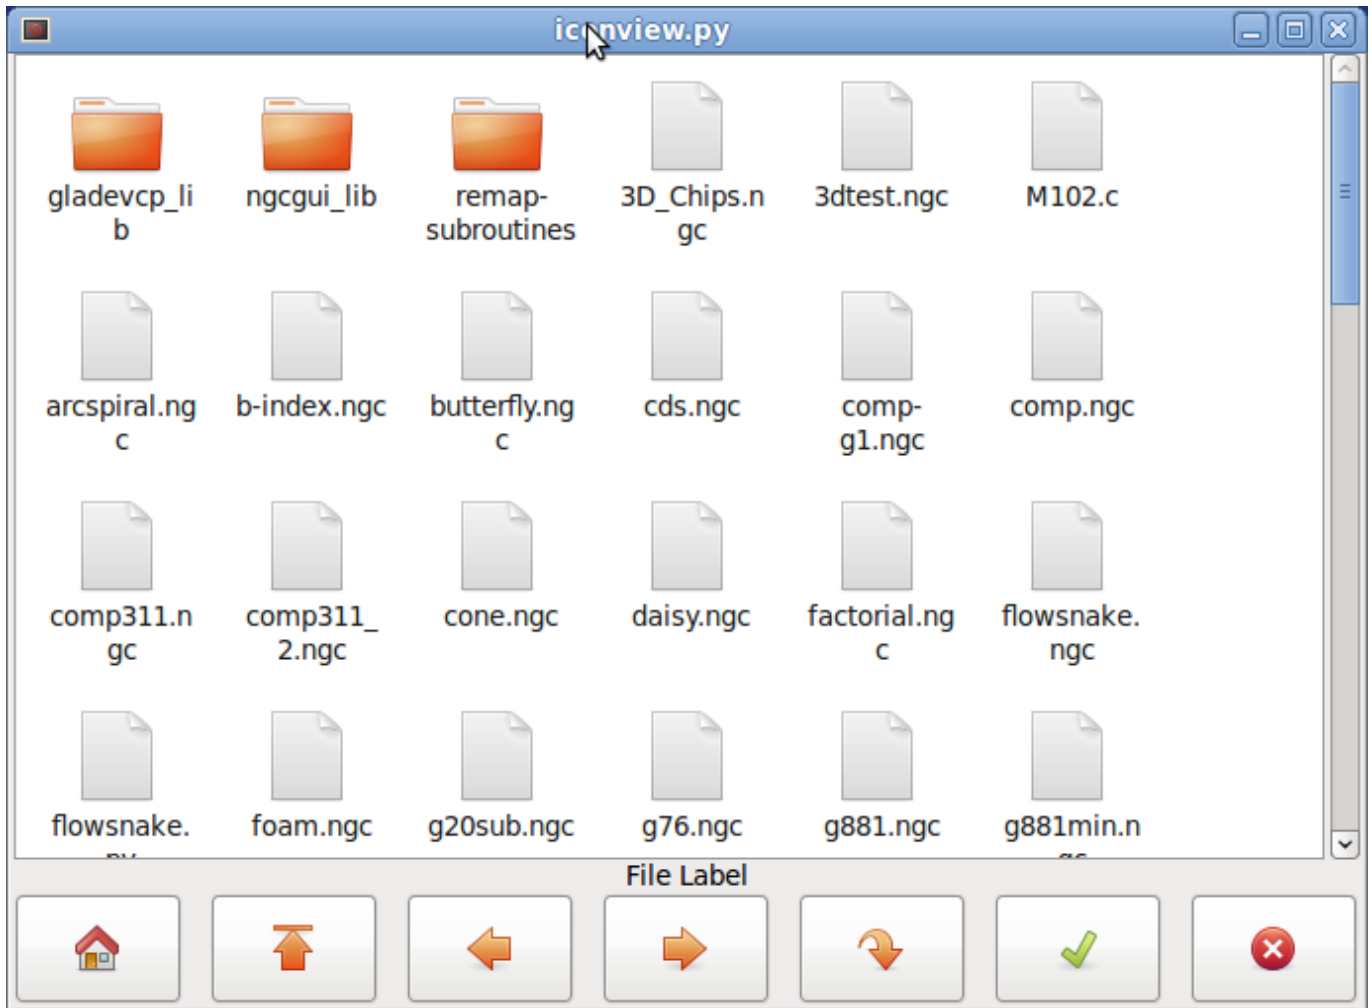 iconview.py
gladevcp_li
b
ngcgui_lib
remap-
subroutines
3D_Chips.n
gc
3dtest.ngc
M102.c
arcspiral.ng
c
b-index.ngc
butterfly.ng
c
cds.ngc
comp-
g1.ngc
comp.ngc
comp311.n
gc
comp311_
2.ngc
cone.ngc
daisy.ngc
factorial.ng
c
flowsnake.
ngc
flowsnake.
py
foam.ngc
g20sub.ngc
g76.ngc
g881.ngc
g881min.n
gc
File Label